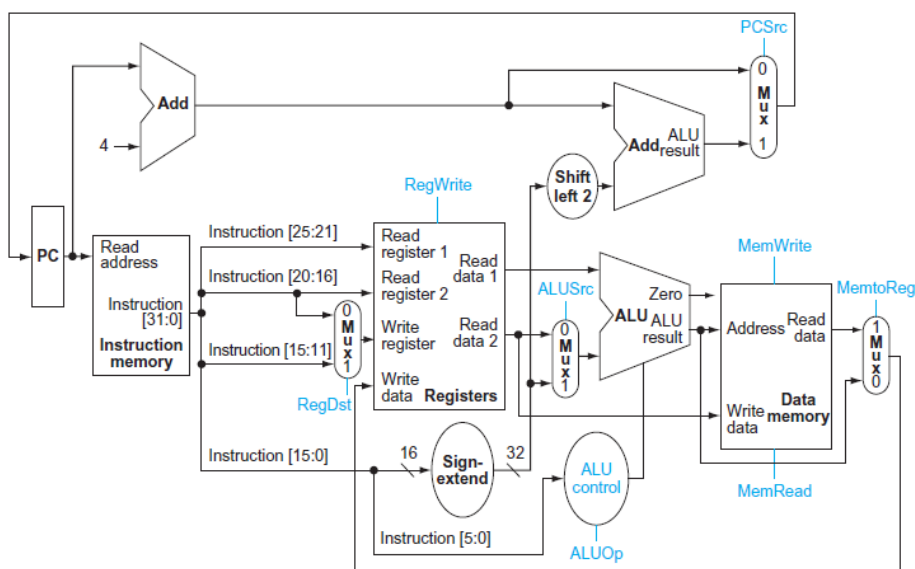 PCSrc
0
M
u
x
1
Add
4
Add
ALU
result
Shift
left 2
RegWrite
PC
Read
address
Instruction
[31:0]
Instruction
memory
Instruction [25:21]
Instruction [20:16]
Instruction [15:11]
0
M
u
x
1
RegDst
Read
register 1
Read
register 2
Write
register
Write
data
Read
data 1
Read
data 2
Registers
ALUSrc
0
M
u
x
1
Zero
ALU
ALU
result
MemWrite
Address
Read
data
Write
data
Data
memory
MemRead
MemtoReg
1
M
u
x
0
Instruction [15:0]
16
Sign-
extend
32
Instruction [5:0]
ALU
control
ALUOp